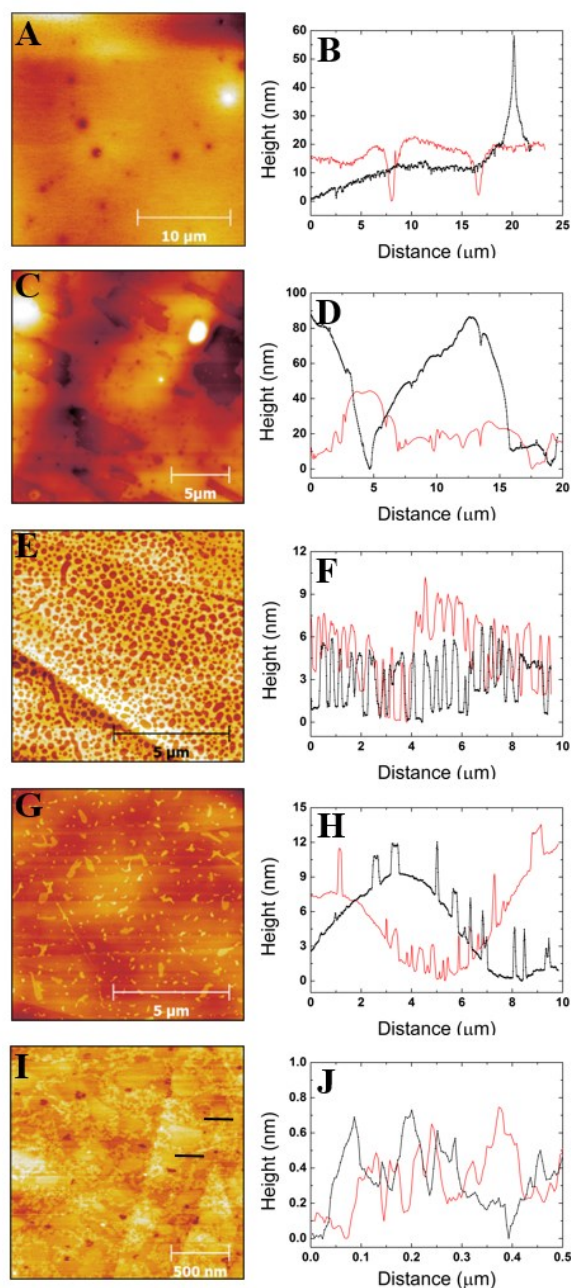 A
10 µm
B
Height (nm)
60
50
40
30
20
10
0
0 5 10 15 20 25
Distance (µm)
C
5µm
D
Height (nm)
100
80
60
40
20
0
0 5 10 15 20
Distance (µm)
E
5 µm
F
Height (nm)
12
9
6
3
0
0 2 4 6 8 10
Distance (µm)
G
5 µm
H
Height (nm)
15
12
9
6
3
0
0 2 4 6 8 10
Distance (µm)
I
500 nm
J
Height (nm)
1.0
0.8
0.6
0.4
0.2
0.0
0.0 0.1 0.2 0.3 0.4 0.5
Distance (µm)